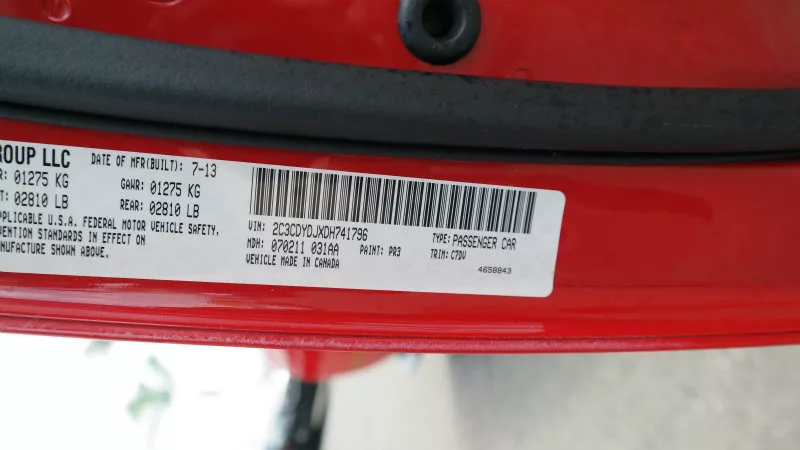 ROUP LLC DATE OF MFR(BUILT): 7-13
01275 KG GAWR: 01275 KG
02810 LB REAR: 02810 LB
APPLICABLE U.S.A. FEDERAL MOTOR VEHICLE SAFETY,
VENTION STANDARDS IN EFFECT ON
NUFACTURE SHOWN ABOVE.
VIN: 2C3CDYDJXDH741796 TYPE: PASSENGER CAR
MDH: 070211 031AA PAINT: PR3 TRIM: C7DV
VEHICLE MADE IN CANADA
4658843